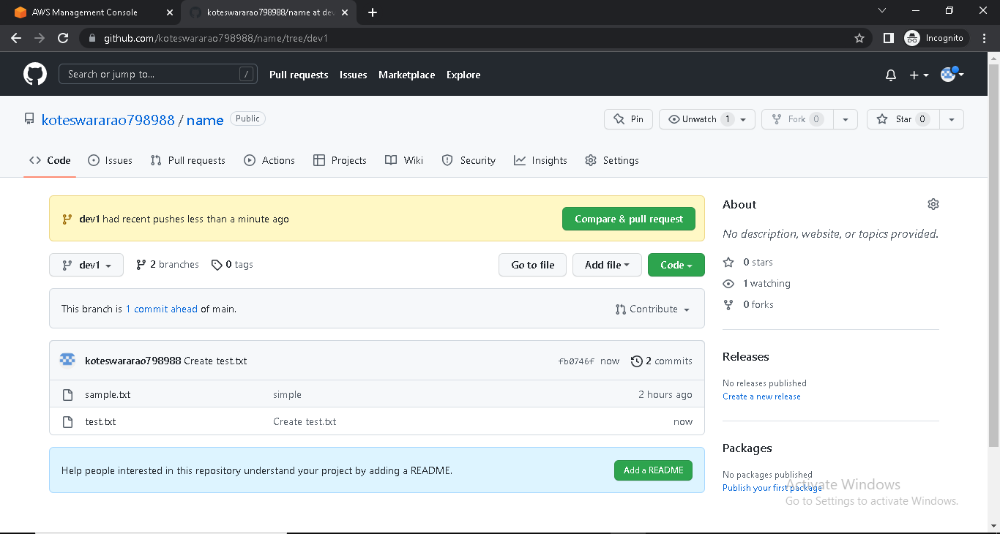 AWS Management Console
koteswararao798988/name at dev
github.com/koteswararao798988/name/tree/dev1
Incognito
Search or jump to...
/
Pull requests
Issues
Marketplace
Explore
koteswararao798988 / name
Public
Pin
Unwatch 1
Fork 0
Star 0
Code
Issues
Pull requests
Actions
Projects
Wiki
Security
Insights
Settings
dev1 had recent pushes less than a minute ago
Compare & pull request
dev1
2 branches
0 tags
Go to file
Add file
Code
This branch is 1 commit ahead of main.
Contribute
koteswararao798988 Create test.txt
fb0746f now
2 commits
sample.txt
simple
2 hours ago
test.txt
Create test.txt
now
Help people interested in this repository understand your project by adding a README.
Add a README
About
No description, website, or topics provided.
0 stars
1 watching
0 forks
Releases
No releases published
Create a new release
Packages
No packages published
Publish your first package
Activate Windows
Go to Settings to activate Windows.